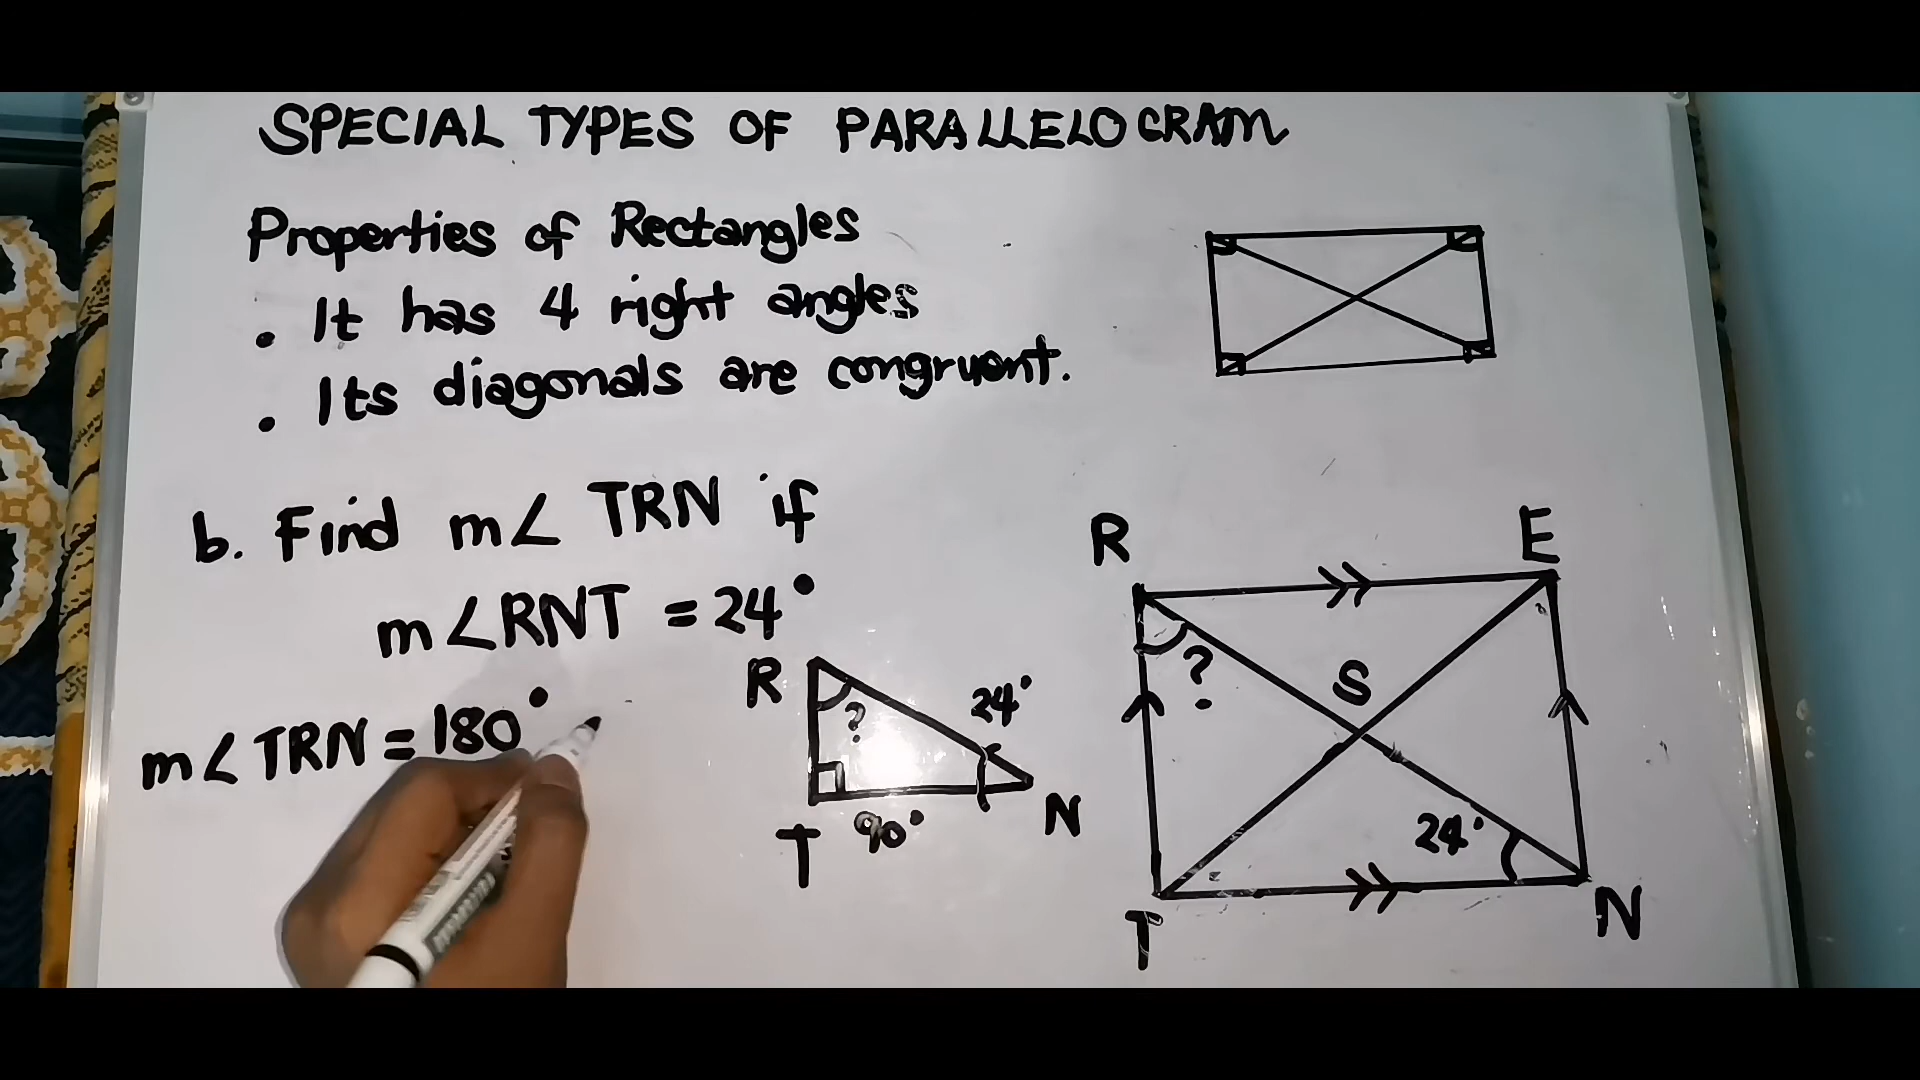 SPECIAL TYPES OF PARALLELOGRAM
Properties of Rectangles
. It has 4 right angles
. Its diagonals are congruent.
b. Find m∠ TRN if
m∠RNT = 24°
m∠ TRN = 180°
R
?
24°
T
90°
N
R
E
?
S
24°
T
N